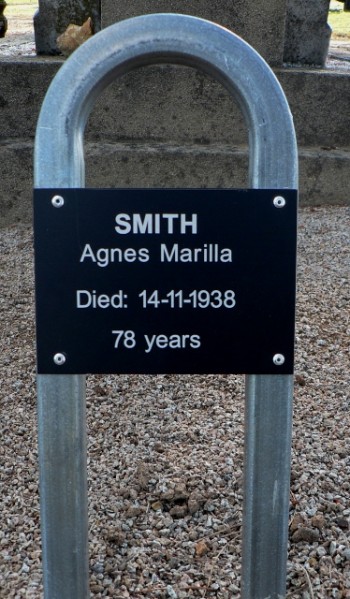 SMITH
Agnes Marilla
Died: 14-11-1938
78 years